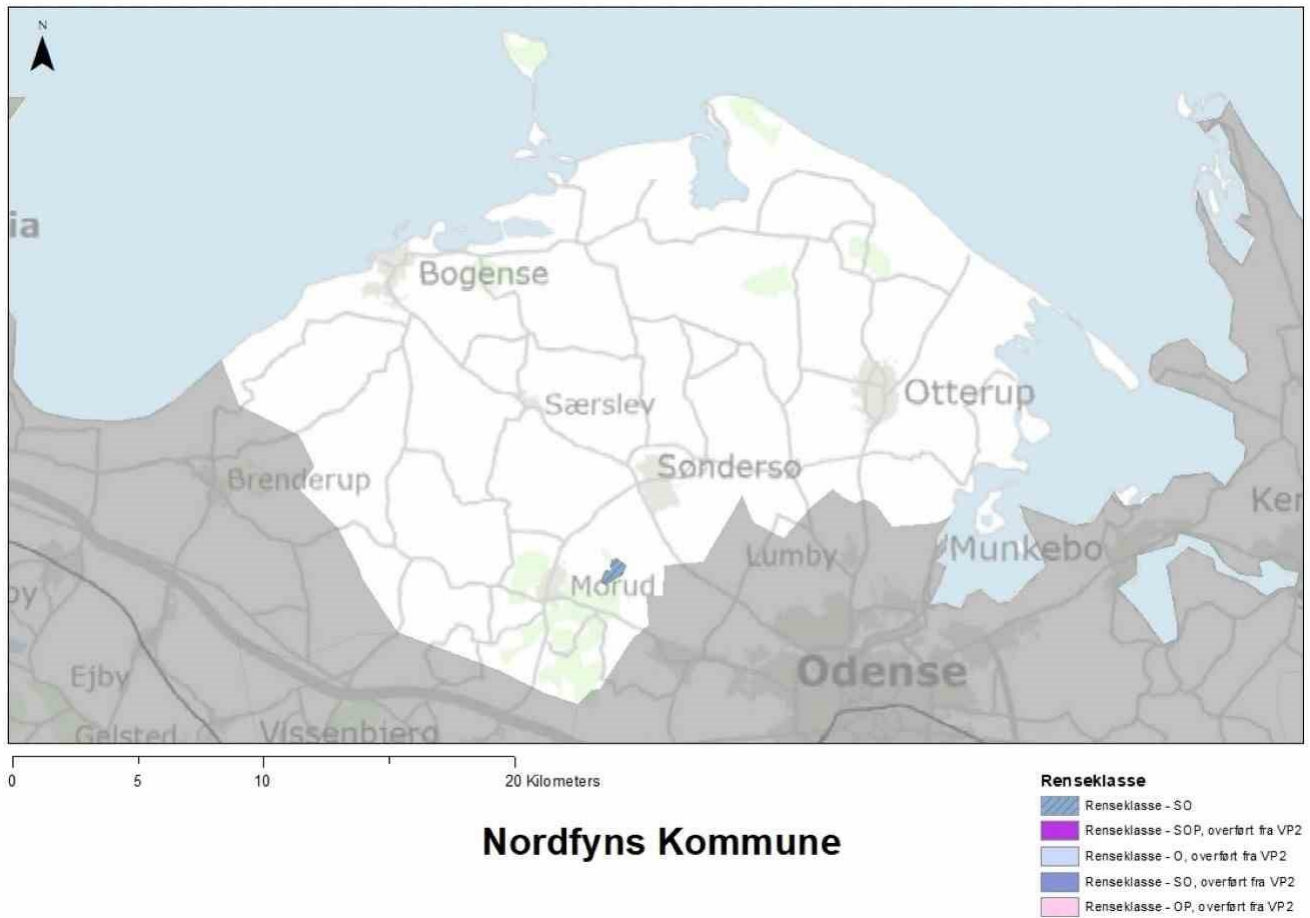 N
ia
Bogense
Otterup
Særslev
Søndersø
Brenderup
Ker
Munkebo
Lumby
Morud
by
Odense
Ejby
Gelsted
Vissenbjerg
0 5 10 20 Kilometers
Nordfyns Kommune
Renseklasse
Renseklasse - SO
Renseklasse - SOP, overført fra VP2
Renseklasse - O, overført fra VP2
Renseklasse - SO, overført fra VP2
Renseklasse - OP, overført fra VP2